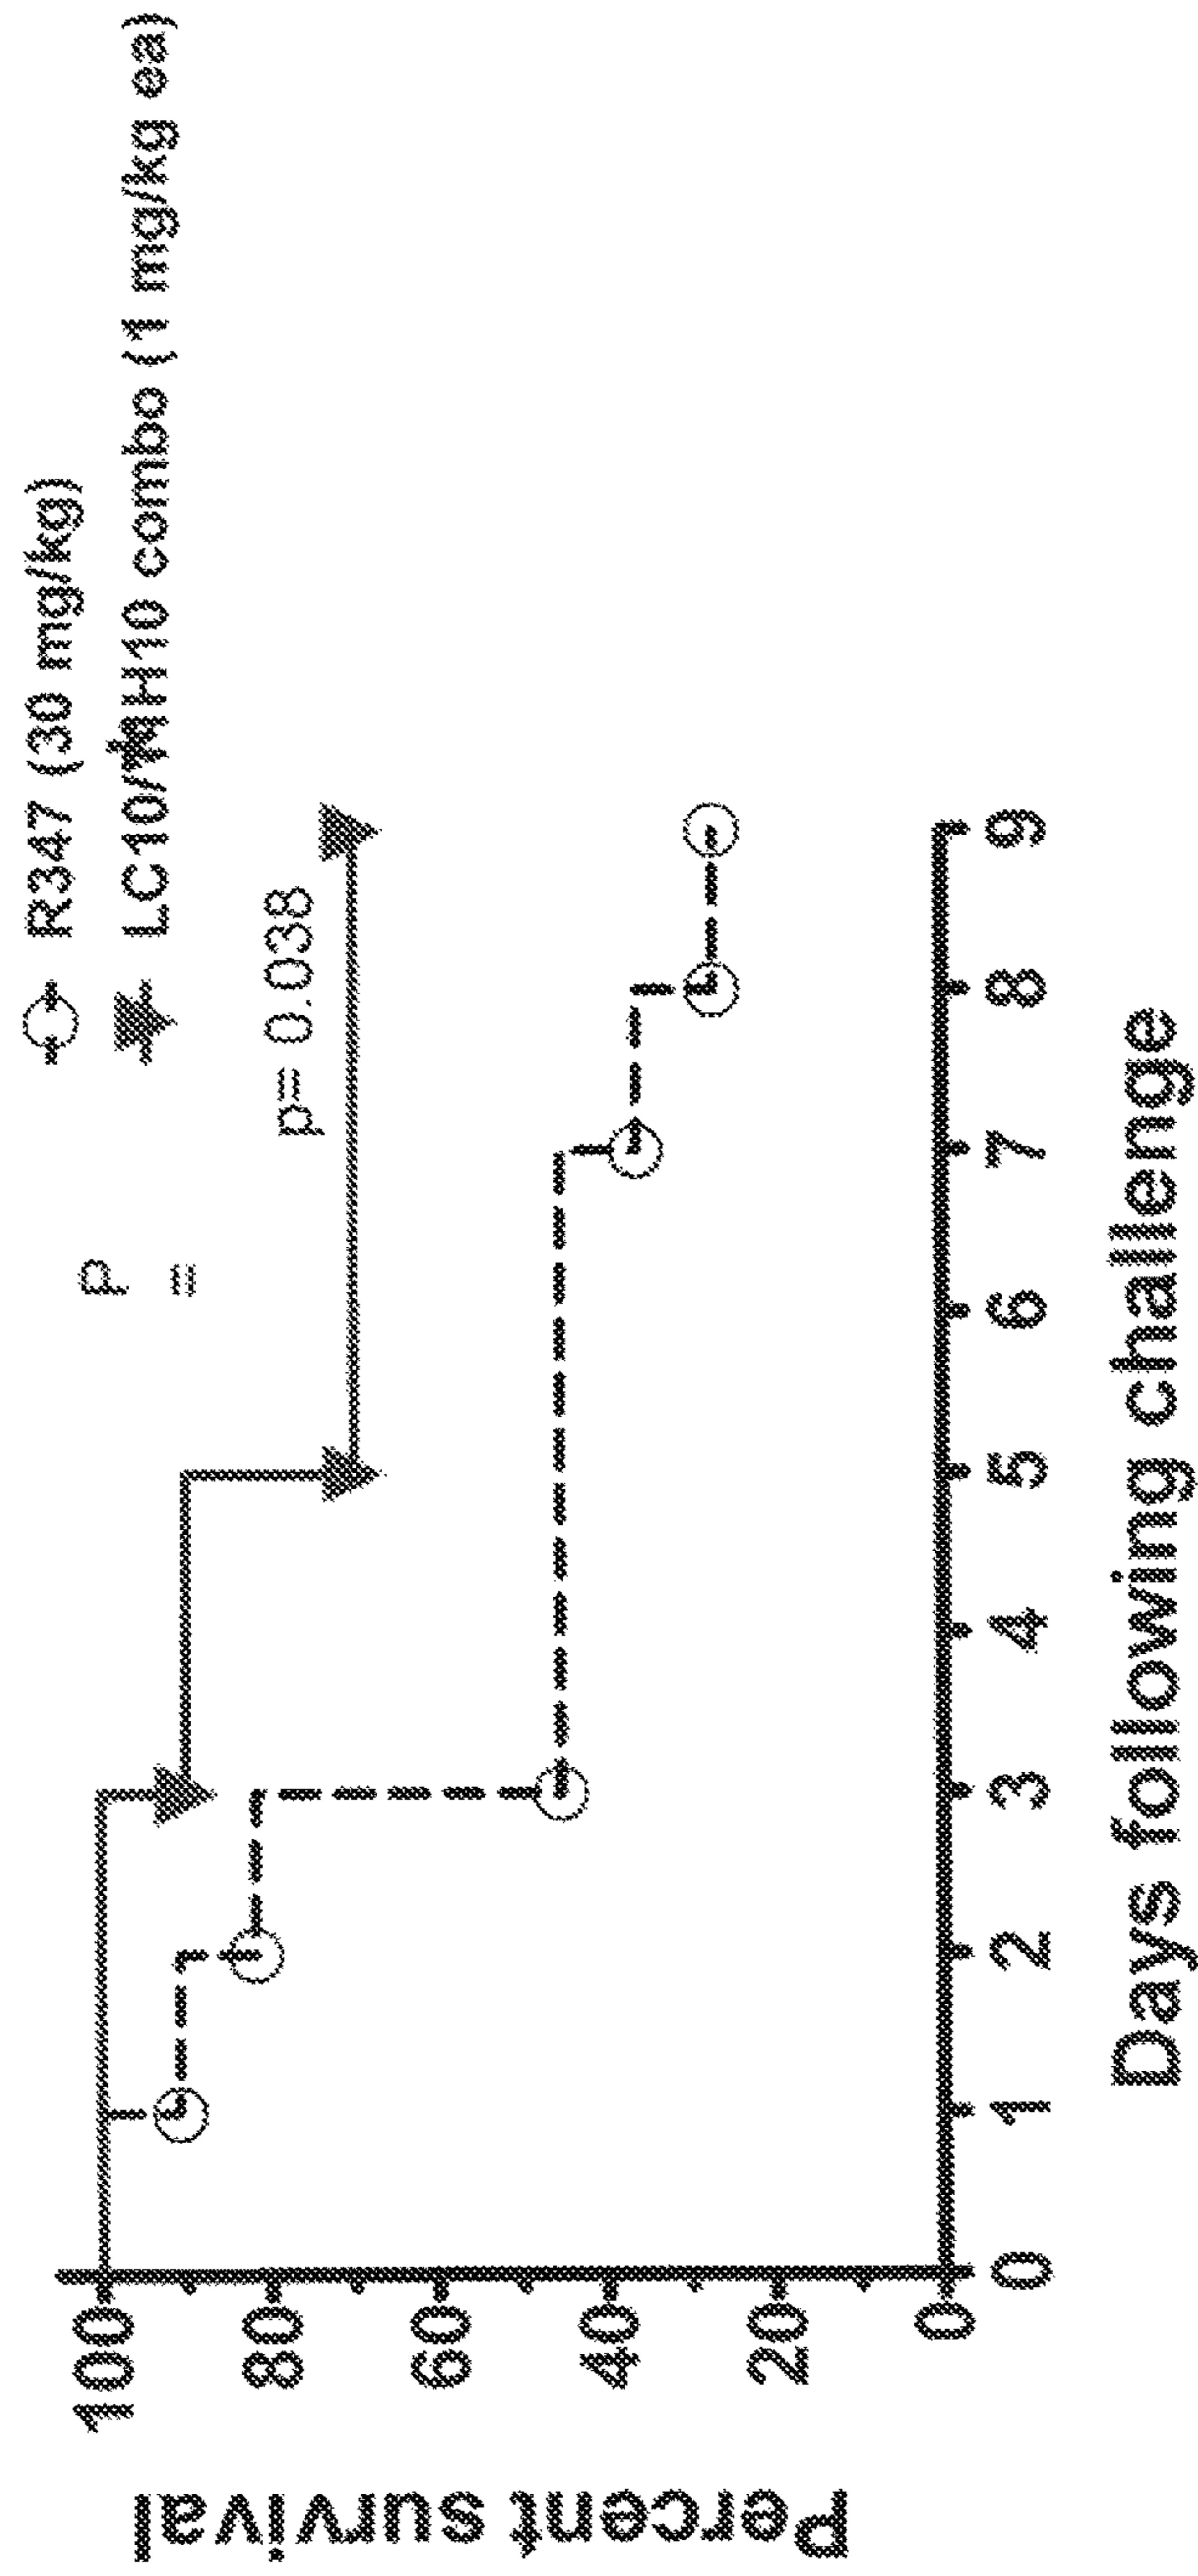 R347 (30 mg/kg)
LC10/11H10 combo (1 mg/kg ea)
P
=
p= 0.038
Percent survival
100
80
60
40
20
0
0 1 2 3 4 5 6 7 8 9
Days following challenge